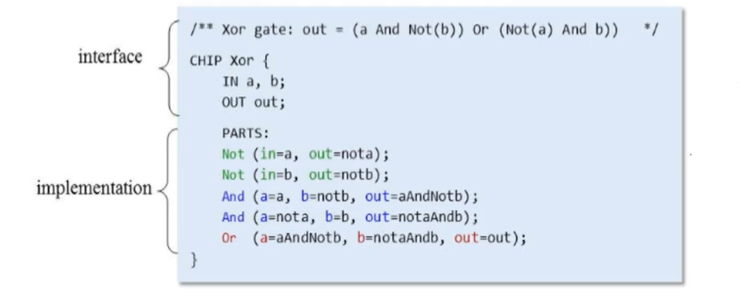 /** Xor gate: out = (a And Not(b)) Or (Not(a) And b)) */
interface
CHIP Xor {
IN a, b;
OUT out;
PARTS:
Not (in=a, out=nota);
Not (in=b, out=notb);
implementation
And (a=a, b=notb, out=aAndNotb);
And (a=nota, b=b, out=notaAndb);
Or (a=aAndNotb, b=notaAndb, out=out);
}